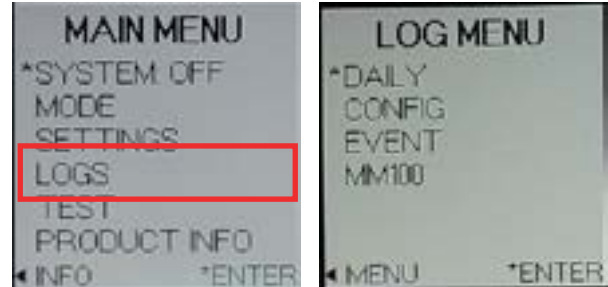 MAIN MENU
*SYSTEM: OFF
MODE
SETTINGS
LOGS
TEST
PRODUCT INFO
◄ INFO *ENTER
LOG MENU
*DAILY
CONFIG
EVENT
MM100
◄ MENU *ENTER